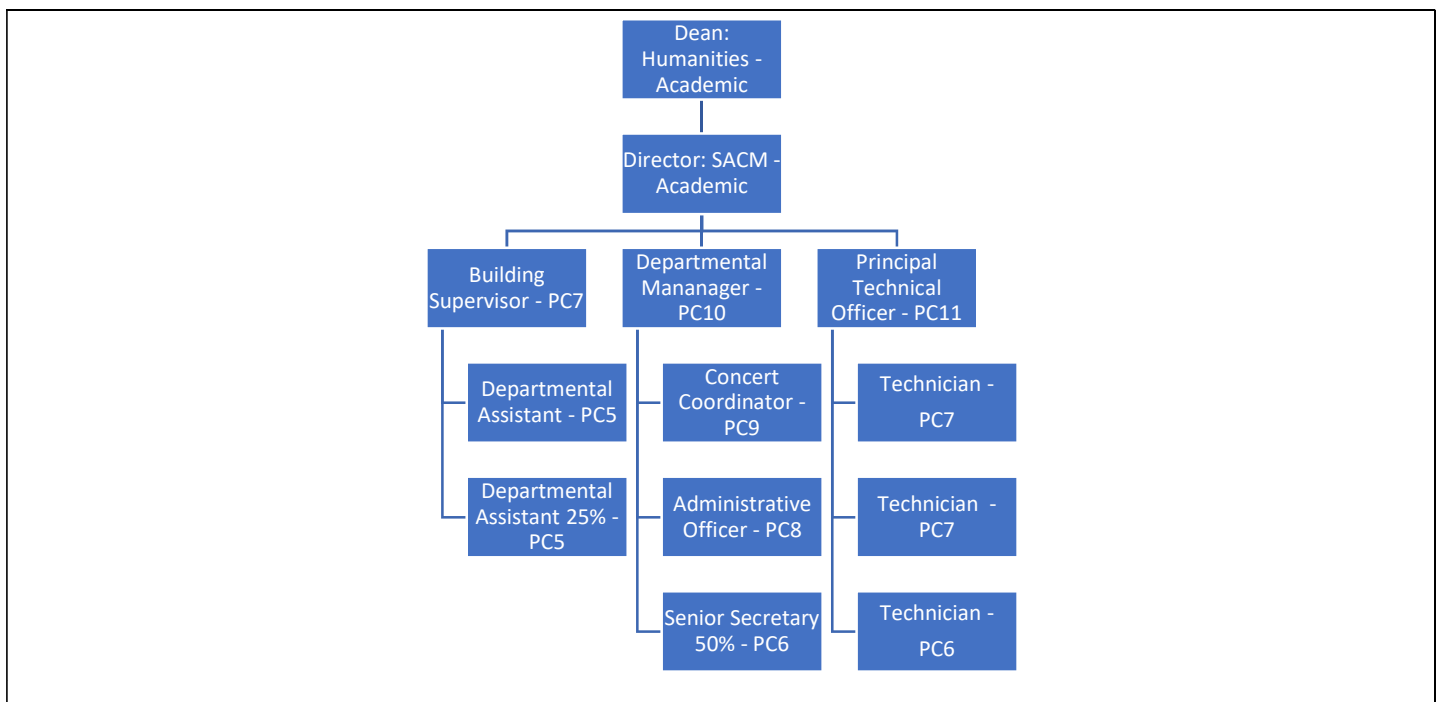 Dean:
Humanities -
Academic
Director: SACM -
Academic
Building
Supervisor - PC7
Departmental
Mananager -
PC10
Principal
Technical
Officer - PC11
Departmental
Assistant - PC5
Concert
Coordinator -
PC9
Technician -
PC7
Departmental
Assistant 25% -
PC5
Administrative
Officer - PC8
Technician -
PC7
Senior Secretary
50% - PC6
Technician -
PC6